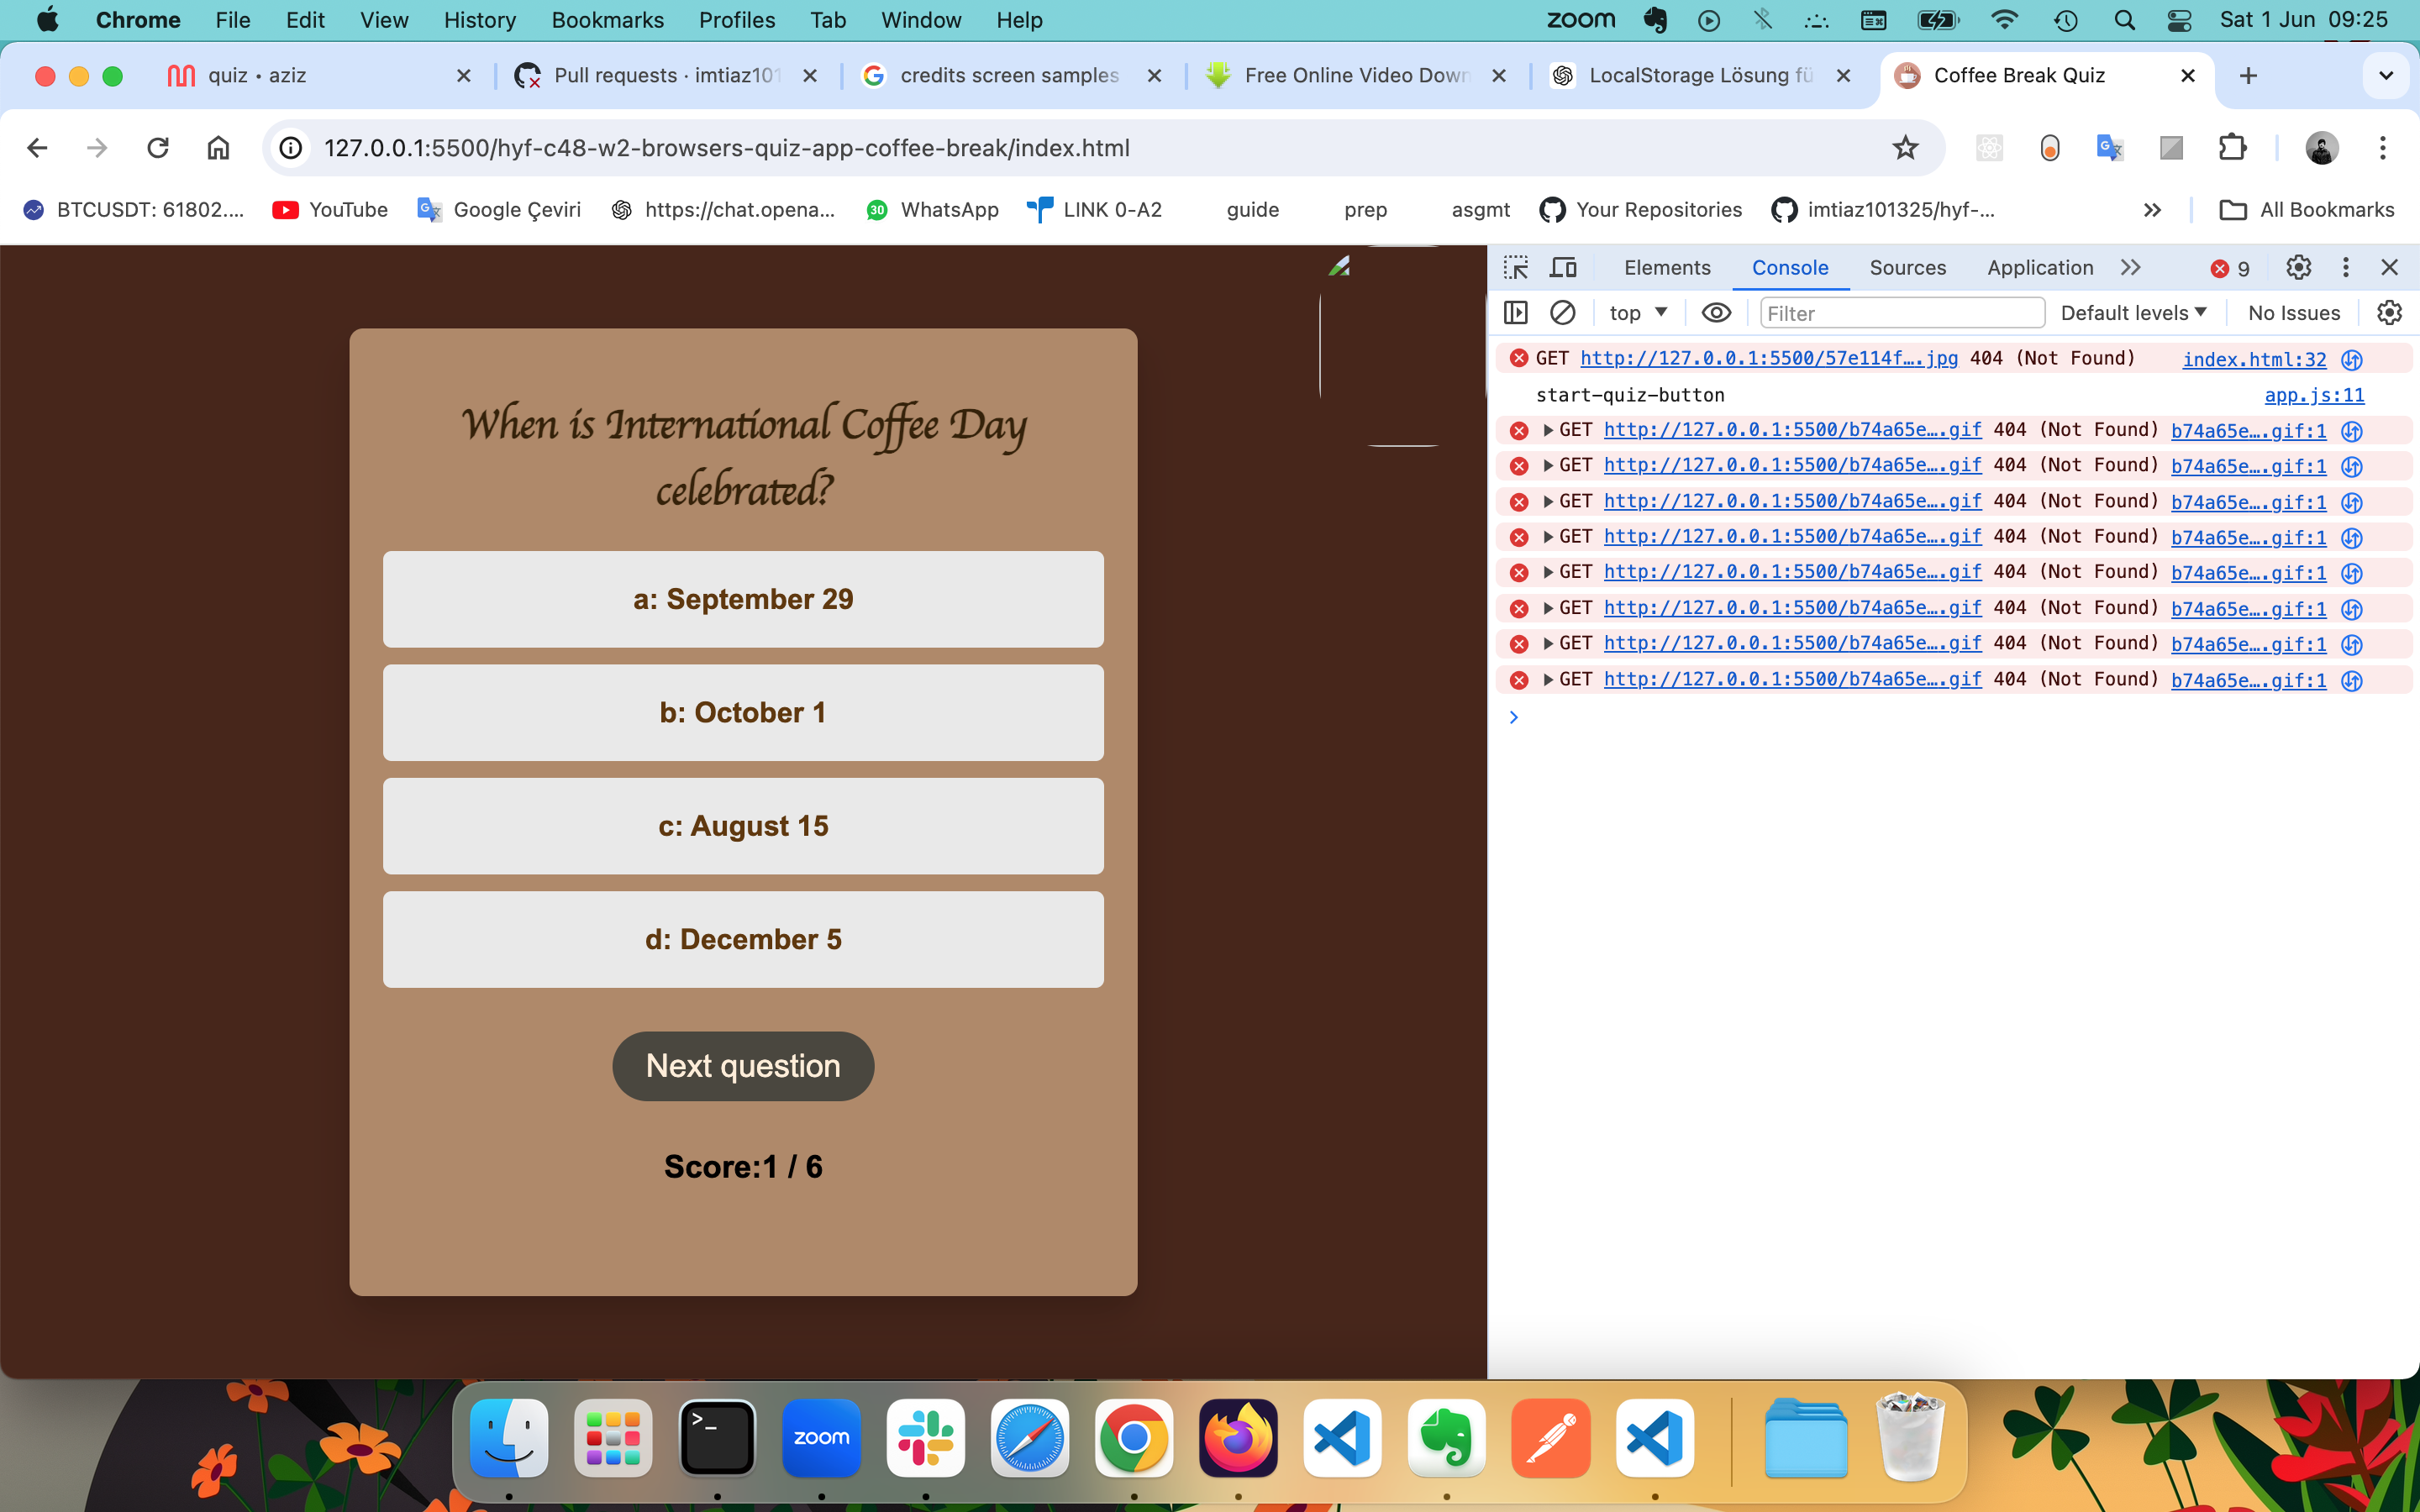 Chrome File Edit View History Bookmarks Profiles Tab Window Help zoom Sat 1 Jun 09:25
quiz • aziz Pull requests · imtiaz101 credits screen samples Free Online Video Down LocalStorage Lösung fü Coffee Break Quiz
127.0.0.1:5500/hyf-c48-w2-browsers-quiz-app-coffee-break/index.html
BTCUSDT: 61802.... YouTube Google Çeviri https://chat.opena... 30 WhatsApp LINK 0-A2 guide prep asgmt Your Repositories imtiaz101325/hyf-... All Bookmarks
Elements Console Sources Application 9
top Filter Default levels No Issues
GET http://127.0.0.1:5500/57e114f….jpg 404 (Not Found) index.html:32
start-quiz-button app.js:11
GET http://127.0.0.1:5500/b74a65e….gif 404 (Not Found) b74a65e….gif:1
GET http://127.0.0.1:5500/b74a65e….gif 404 (Not Found) b74a65e….gif:1
GET http://127.0.0.1:5500/b74a65e….gif 404 (Not Found) b74a65e….gif:1
GET http://127.0.0.1:5500/b74a65e….gif 404 (Not Found) b74a65e….gif:1
GET http://127.0.0.1:5500/b74a65e….gif 404 (Not Found) b74a65e….gif:1
GET http://127.0.0.1:5500/b74a65e….gif 404 (Not Found) b74a65e….gif:1
GET http://127.0.0.1:5500/b74a65e….gif 404 (Not Found) b74a65e….gif:1
GET http://127.0.0.1:5500/b74a65e….gif 404 (Not Found) b74a65e….gif:1
When is International Coffee Day
celebrated?
a: September 29
b: October 1
c: August 15
d: December 5
Next question
Score:1 / 6
zoom